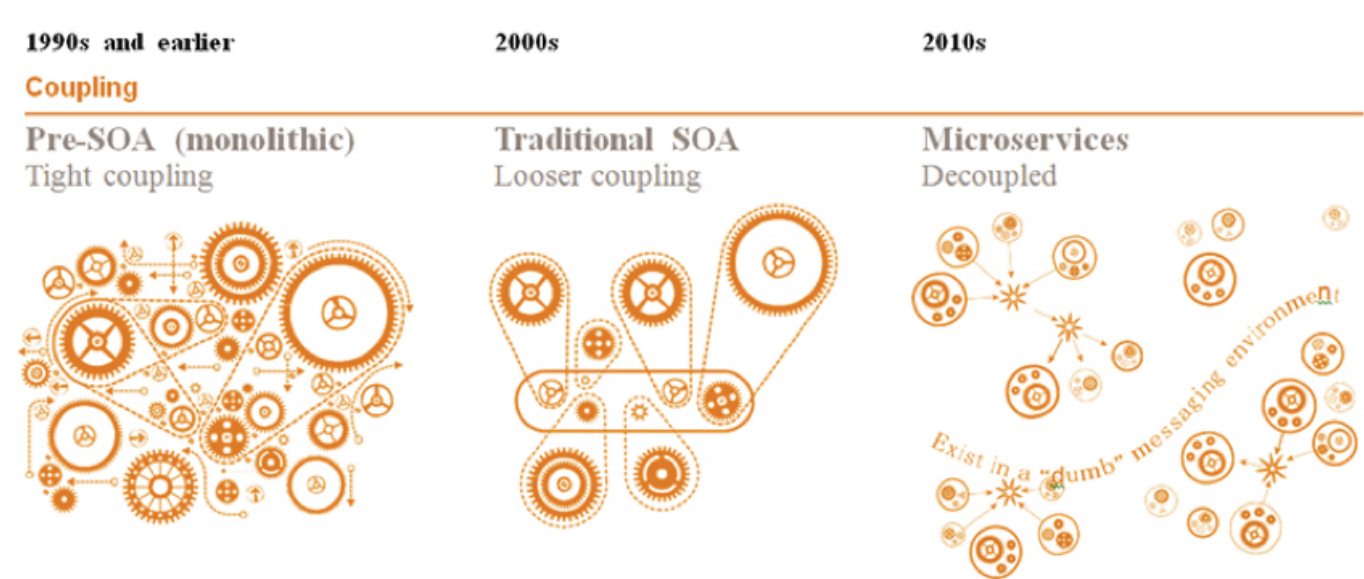 1990s and earlier
2000s
2010s
Coupling
Pre-SOA (monolithic)
Traditional SOA
Microservices
Tight coupling
Looser coupling
Decoupled
Exist in a “dumb” messaging environment